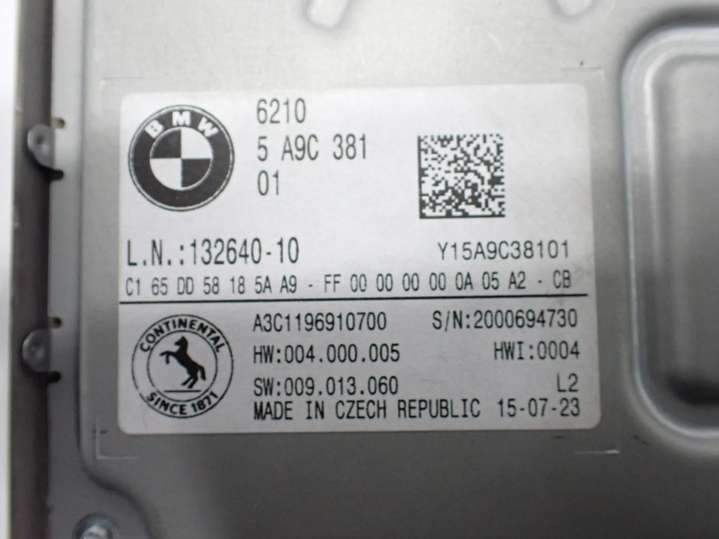 BMW
6210
5 A9C 381
01
L.N.:132640-10
Y15A9C38101
C1 65 DD 58 18 5A A9 - FF 00 00 00 00 0A 05 A2 - CB
CONTINENTAL
SINCE 1871
A3C1196910700 S/N:2000694730
HW:004.000.005 HWI:0004
SW:009.013.060 L2
MADE IN CZECH REPUBLIC 15-07-23